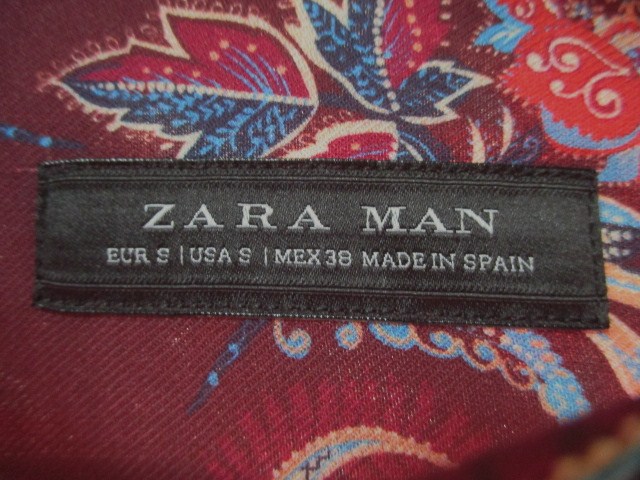 ZARA MAN
EUR S | USA S | MEX 38 MADE IN SPAIN